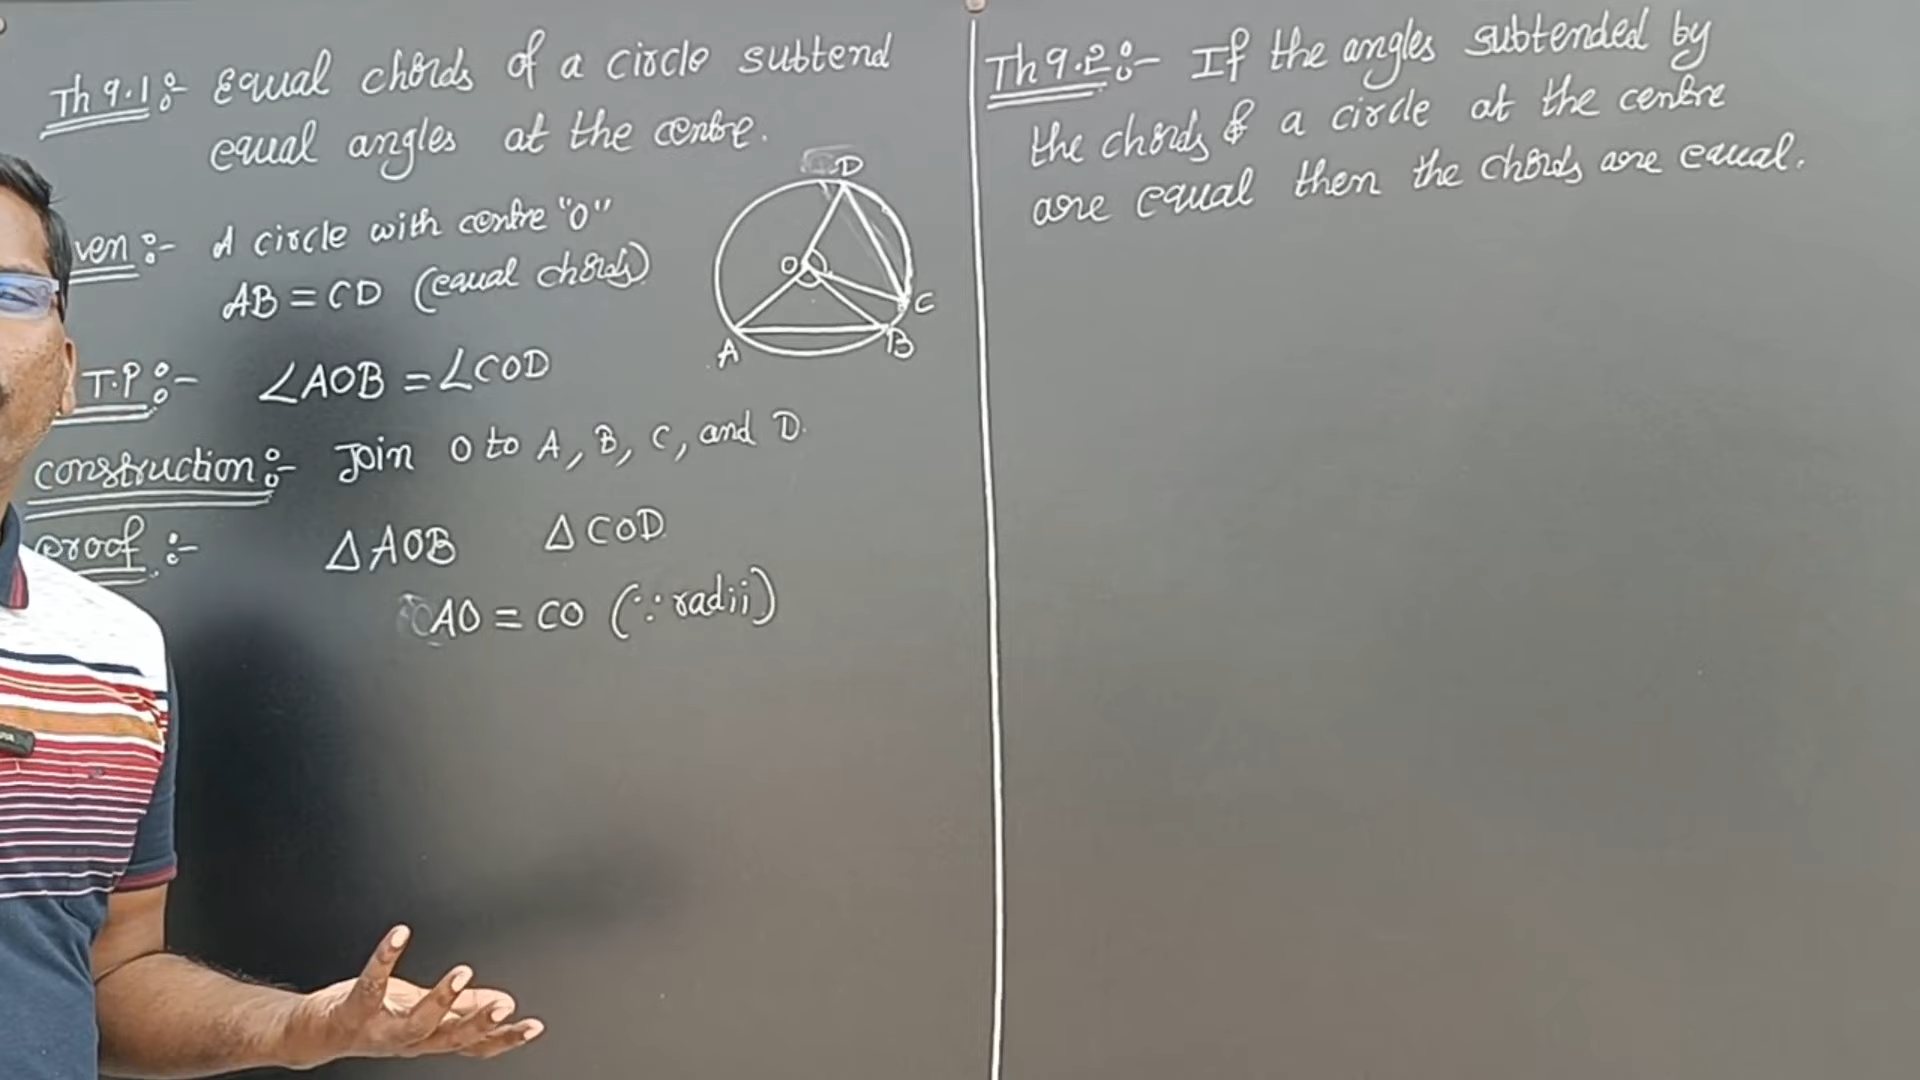 Th 9.1:- Equal chords of a circle subtend
equal angles at the centre.
ven:- A circle with centre "O"
AB = CD (equal chords)
T.P:- ∠AOB = ∠COD
construction:- Join O to A, B, C, and D.
proof:- △AOB △COD
AO = CO (∵ radii)
D
O
C
B
A
Th 9.2:- If the angles subtended by
the chords of a circle at the centre
are equal then the chords are equal.